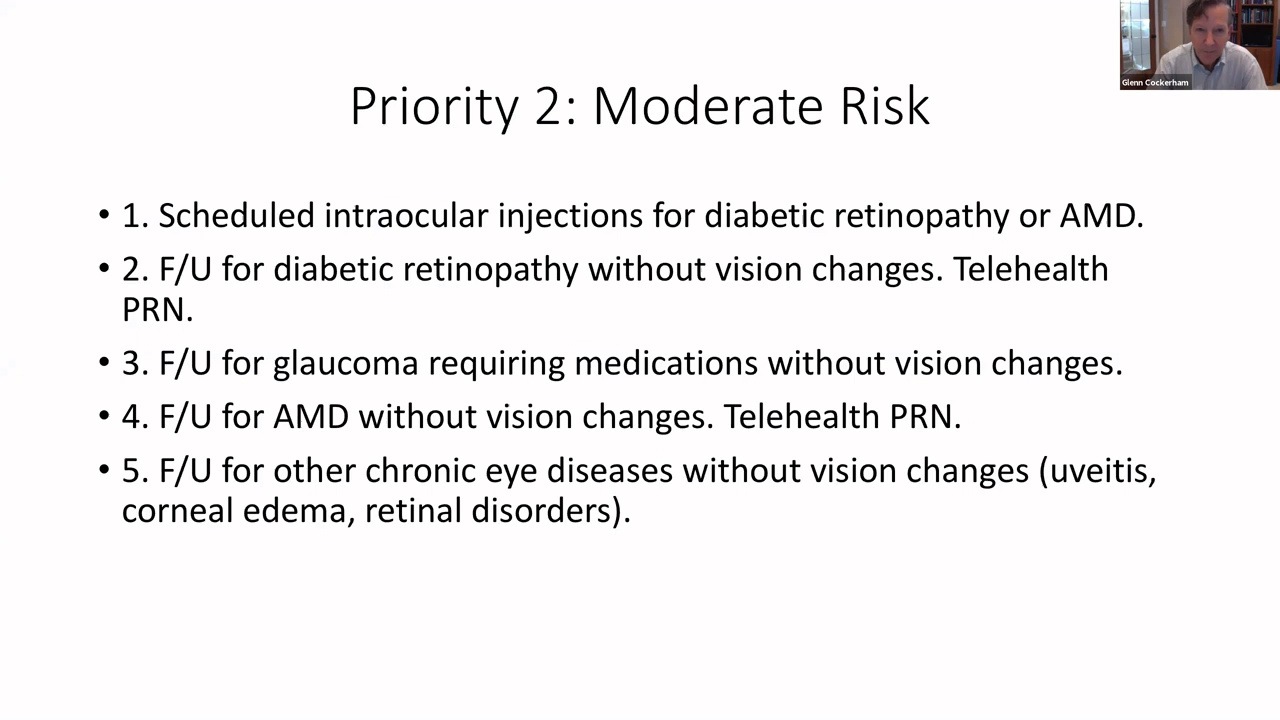 Glenn Cockerham
Priority 2: Moderate Risk
• 1. Scheduled intraocular injections for diabetic retinopathy or AMD.
• 2. F/U for diabetic retinopathy without vision changes. Telehealth
PRN.
• 3. F/U for glaucoma requiring medications without vision changes.
• 4. F/U for AMD without vision changes. Telehealth PRN.
• 5. F/U for other chronic eye diseases without vision changes (uveitis,
corneal edema, retinal disorders).